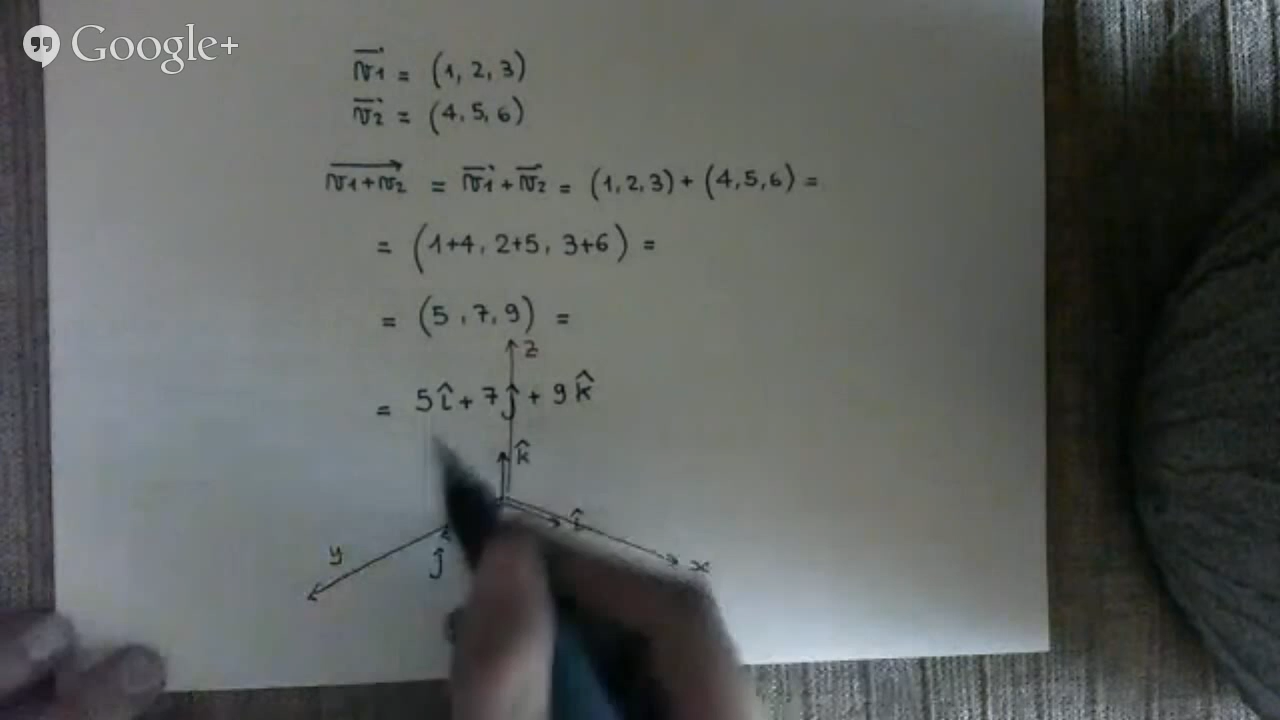 Google+
v1 = (1, 2, 3)
v2 = (4, 5, 6)
v1+v2 = v1 + v2 = (1, 2, 3) + (4, 5, 6) =
= (1+4, 2+5, 3+6) =
= (5, 7, 9) =
z
= 5î + 7ĵ + 9k̂
k̂
î
y
ĵ
x